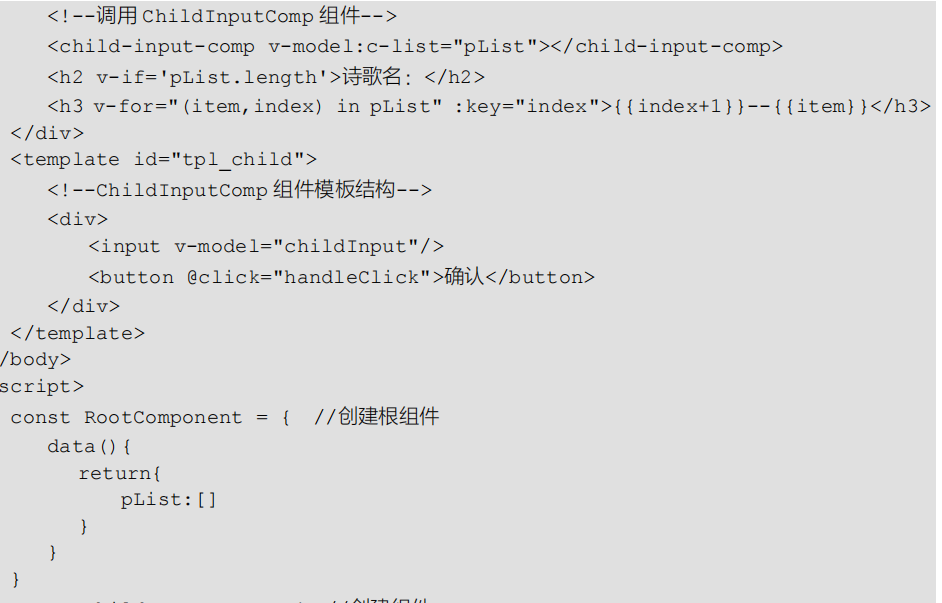 <!--调用 ChildInputComp 组件-->
<child-input-comp v-model:c-list="pList"></child-input-comp>
<h2 v-if='pList.length'>诗歌名：</h2>
<h3 v-for="(item,index) in pList" :key="index">{{index+1}}--{{item}}</h3>
</div>
<template id="tpl_child">
<!--ChildInputComp 组件模板结构-->
<div>
<input v-model="childInput"/>
<button @click="handleClick">确认</button>
</div>
</template>
/body>
script>
const RootComponent = { //创建根组件
data(){
return{
pList:[]
}
}
}